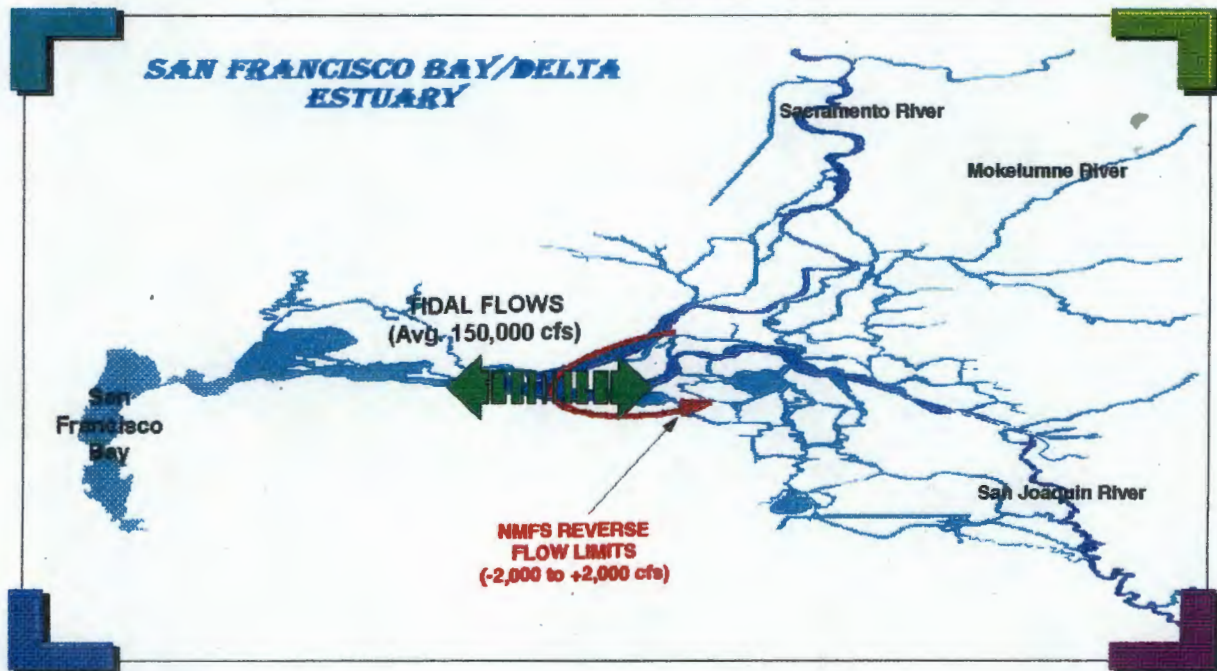 SAN FRANCISCO BAY/DELTA
ESTUARY
Sacramento River
Mokelumne River
TIDAL FLOWS
(Avg. 150,000 cfs)
San
Francisco
Bay
San Joaquin River
NMFS REVERSE
FLOW LIMITS
(-2,000 to +2,000 cfs)